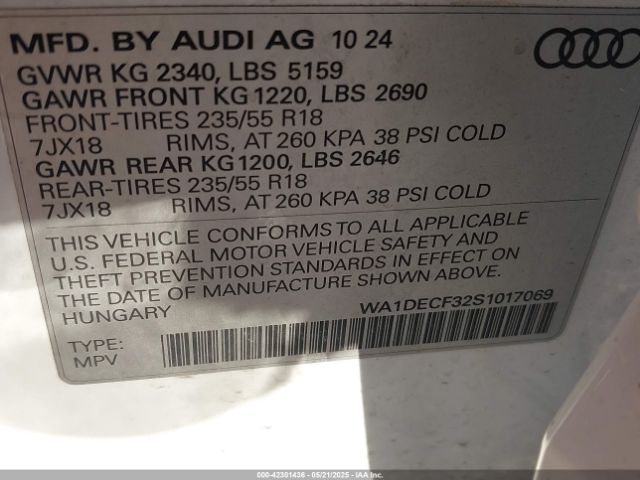 MFD. BY AUDI AG 10 24
GVWR KG 2340, LBS 5159
GAWR FRONT KG 1220, LBS 2690
FRONT-TIRES 235/55 R18
7JX18 RIMS, AT 260 KPA 38 PSI COLD
GAWR REAR KG 1200, LBS 2646
REAR-TIRES 235/55 R18
7JX18 RIMS, AT 260 KPA 38 PSI COLD
THIS VEHICLE CONFORMS TO ALL APPLICABLE
U.S. FEDERAL MOTOR VEHICLE SAFETY AND
THEFT PREVENTION STANDARDS IN EFFECT ON
THE DATE OF MANUFACTURE SHOWN ABOVE.
HUNGARY
WA1DECF32S1017069
TYPE:
MPV
000-42301436 - 05/21/2025 - IAAI, Inc.